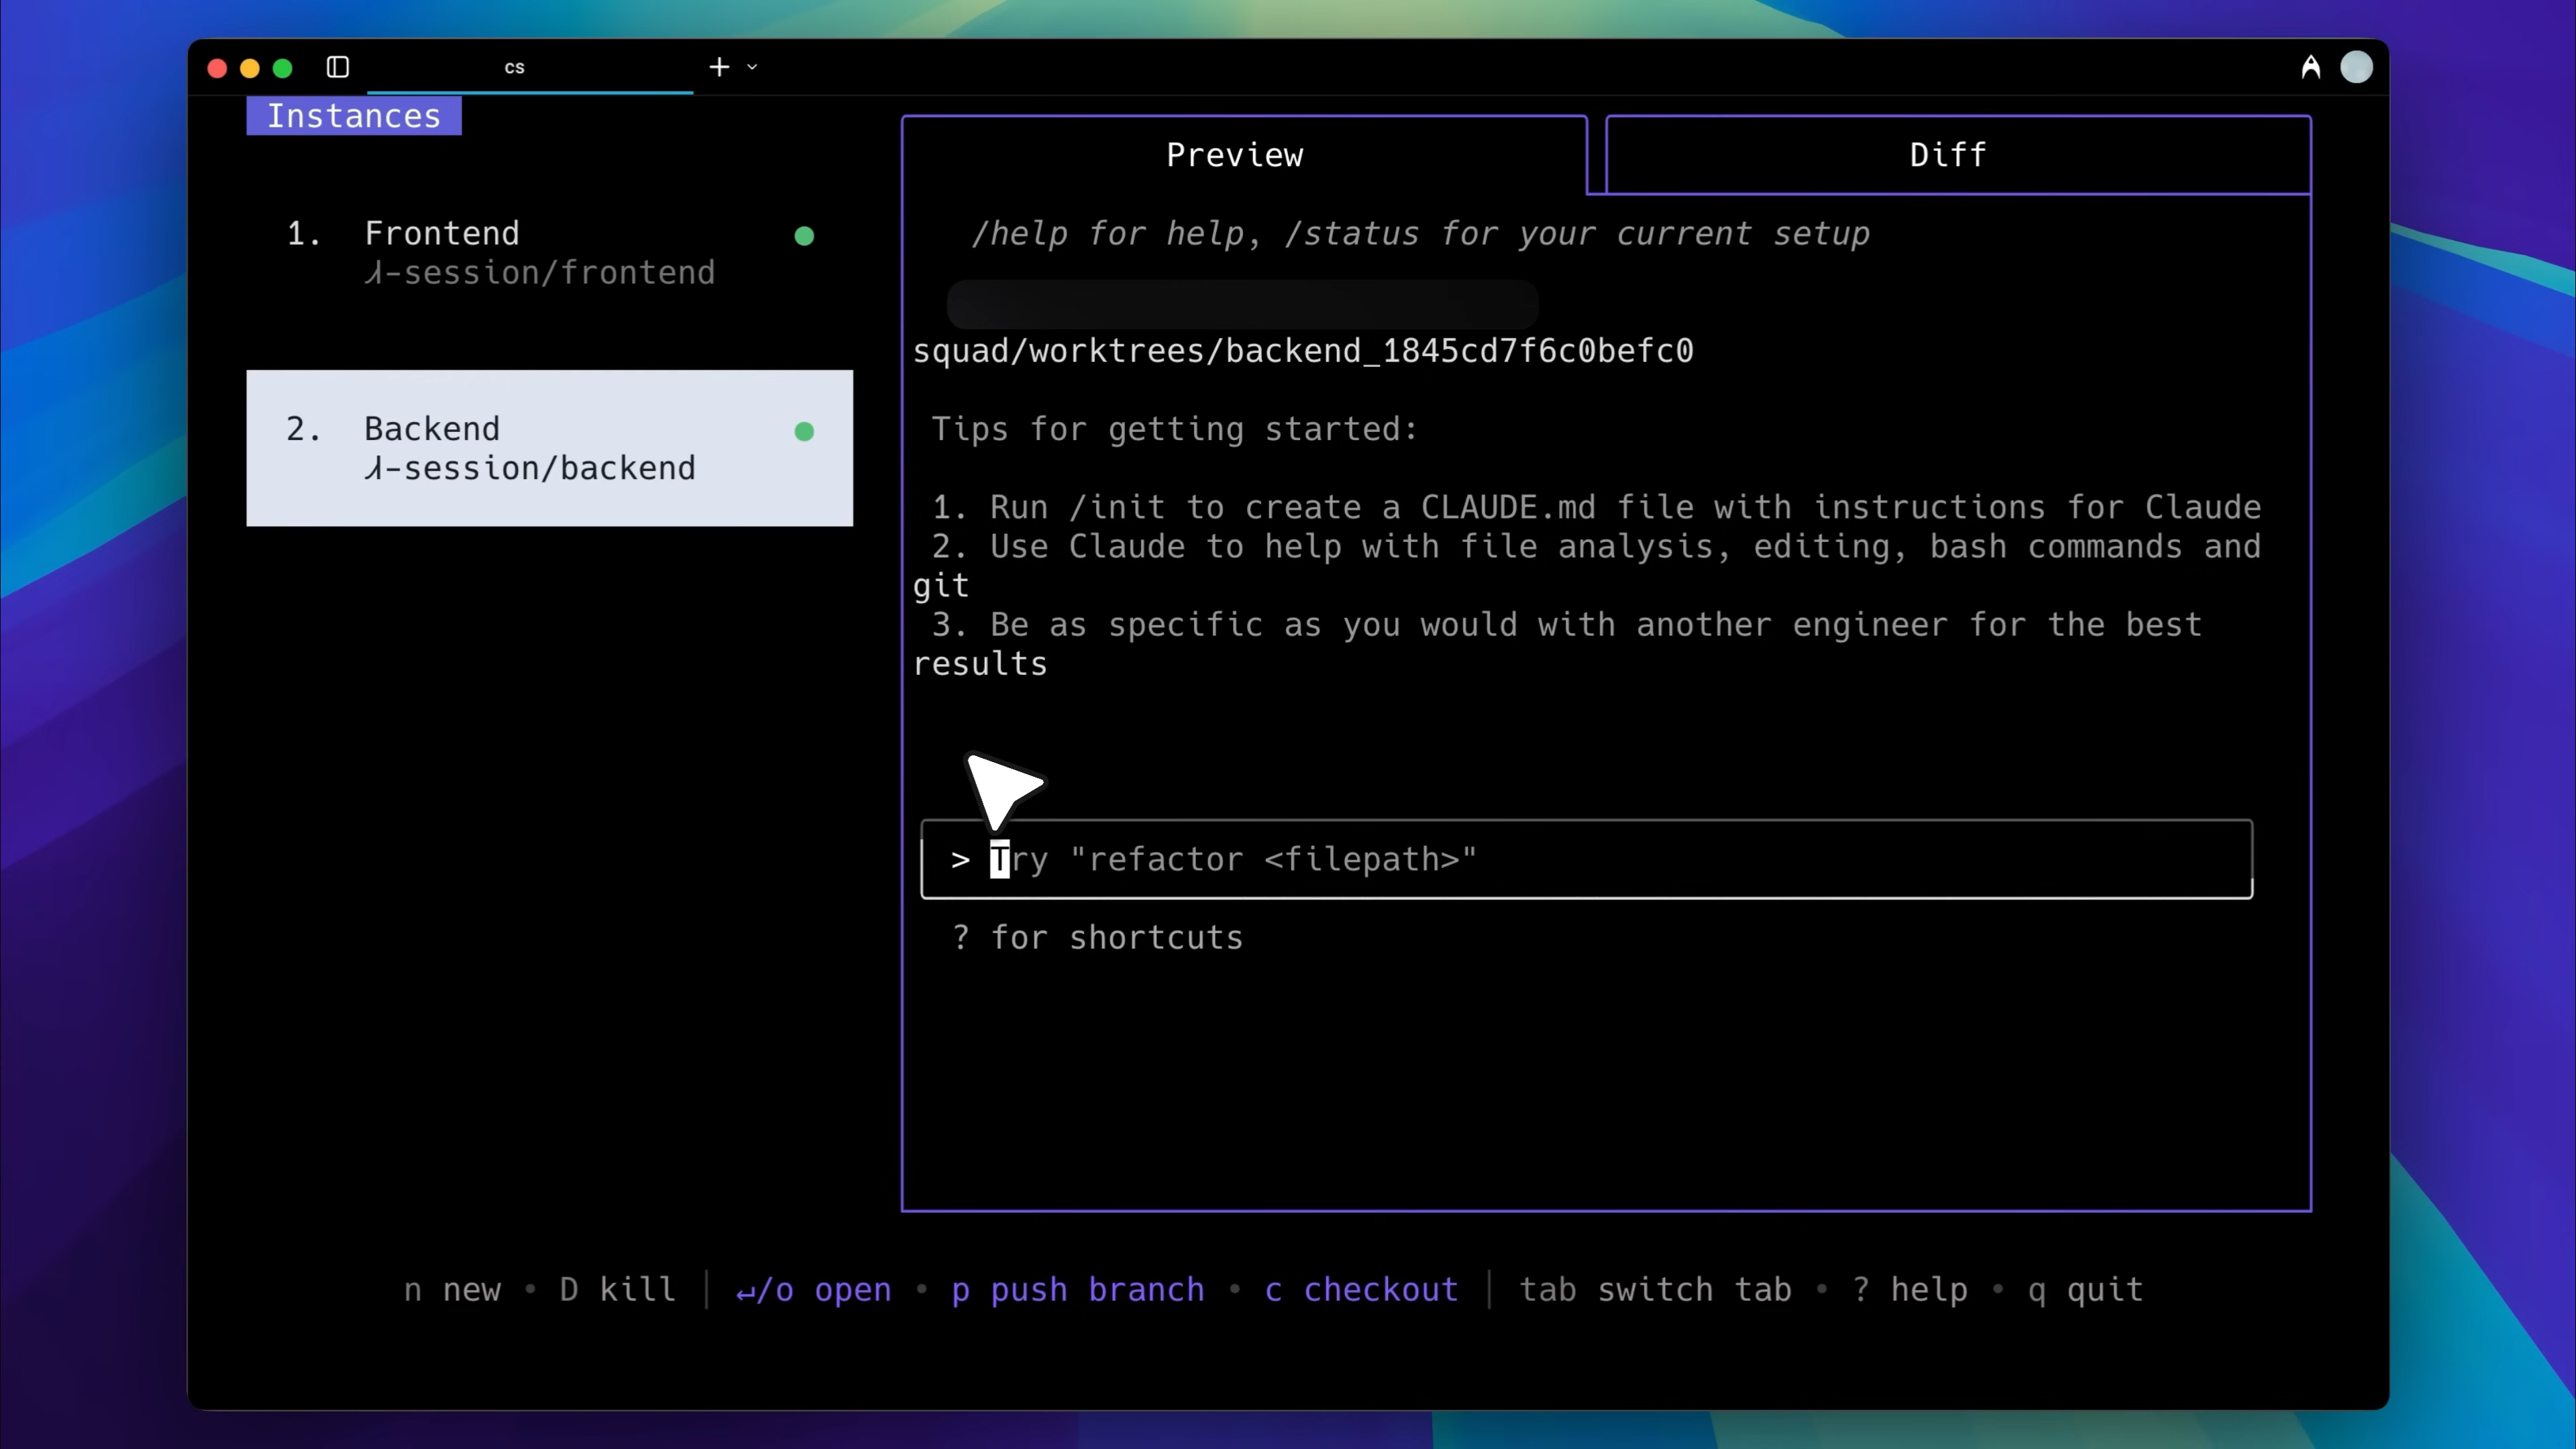 cs
Instances
Preview
Diff
1. Frontend
-session/frontend
2. Backend
-session/backend
/help for help, /status for your current setup
squad/worktrees/backend_1845cd7f6c0befc0
Tips for getting started:
1. Run /init to create a CLAUDE.md file with instructions for Claude
2. Use Claude to help with file analysis, editing, bash commands and
git
3. Be as specific as you would with another engineer for the best
results
> Try "refactor <filepath>"
? for shortcuts
n new • D kill │ ↵/o open • p push branch • c checkout │ tab switch tab • ? help • q quit